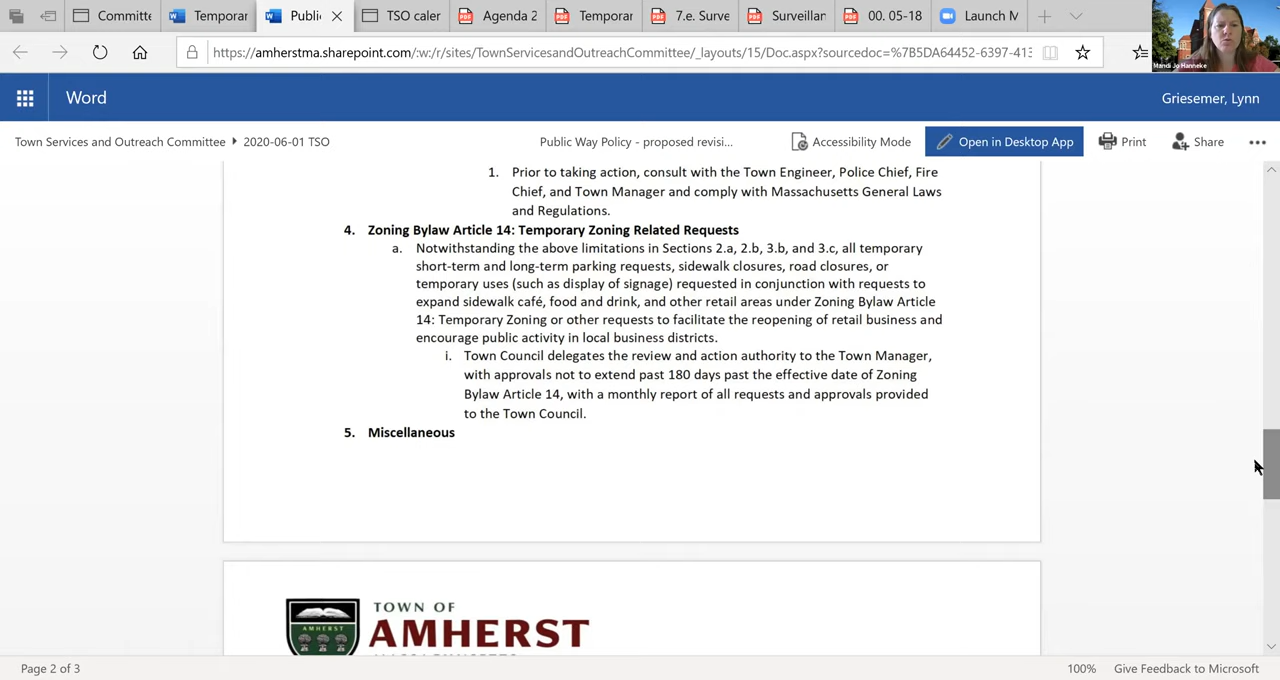 Committe
Temporar
Public
TSO caler
Agenda 2
Temporar
7.e. Surve
Surveillar
00. 05-18
Launch M
https://amherstma.sharepoint.com/:w:/r/sites/TownServicesandOutreachCommittee/_layouts/15/Doc.aspx?sourcedoc=%7B5DA64452-6397-413
Mandi Jo Hanneke
Word
Griesemer, Lynn
Town Services and Outreach Committee 2020-06-01 TSO
Public Way Policy - proposed revisi...
Accessibility Mode
Open in Desktop App
Print
Share
1. Prior to taking action, consult with the Town Engineer, Police Chief, Fire
Chief, and Town Manager and comply with Massachusetts General Laws
and Regulations.
4. Zoning Bylaw Article 14: Temporary Zoning Related Requests
a. Notwithstanding the above limitations in Sections 2.a, 2.b, 3.b, and 3.c, all temporary
short-term and long-term parking requests, sidewalk closures, road closures, or
temporary uses (such as display of signage) requested in conjunction with requests to
expand sidewalk café, food and drink, and other retail areas under Zoning Bylaw Article
14: Temporary Zoning or other requests to facilitate the reopening of retail business and
encourage public activity in local business districts.
i. Town Council delegates the review and action authority to the Town Manager,
with approvals not to extend past 180 days past the effective date of Zoning
Bylaw Article 14, with a monthly report of all requests and approvals provided
to the Town Council.
5. Miscellaneous
TOWN OF
AMHERST
AMHERST
Page 2 of 3
100%
Give Feedback to Microsoft